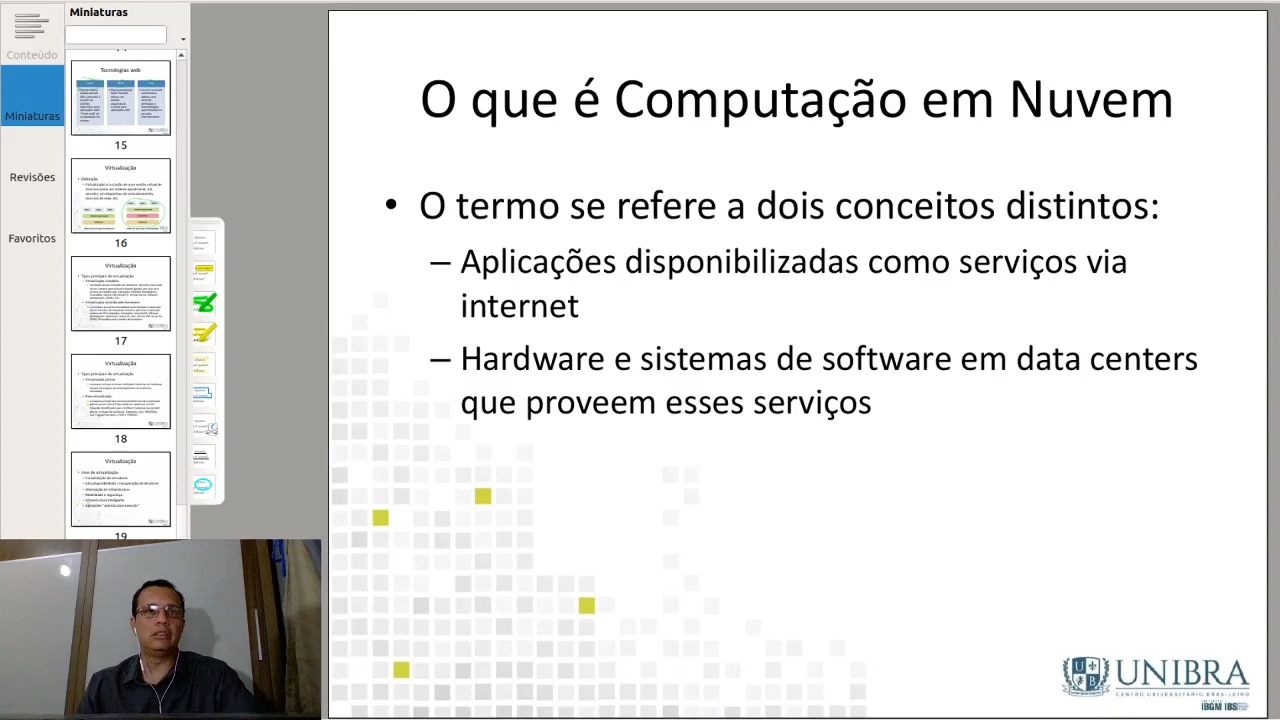 Miniaturas
Conteúdo
Miniaturas
Revisões
Favoritos
Tecnologias web
15
Virtualização
16
Virtualização
17
Virtualização
18
Virtualização
19
O que é Computação em Nuvem
• O termo se refere a dois conceitos distintos:
– Aplicações disponibilizadas como serviços via
internet
– Hardware e sistemas de software em data centers
que proveem esses serviços
UNIBRA
CENTRO UNIVERSITÁRIO BRASILEIRO
IBGM IBS